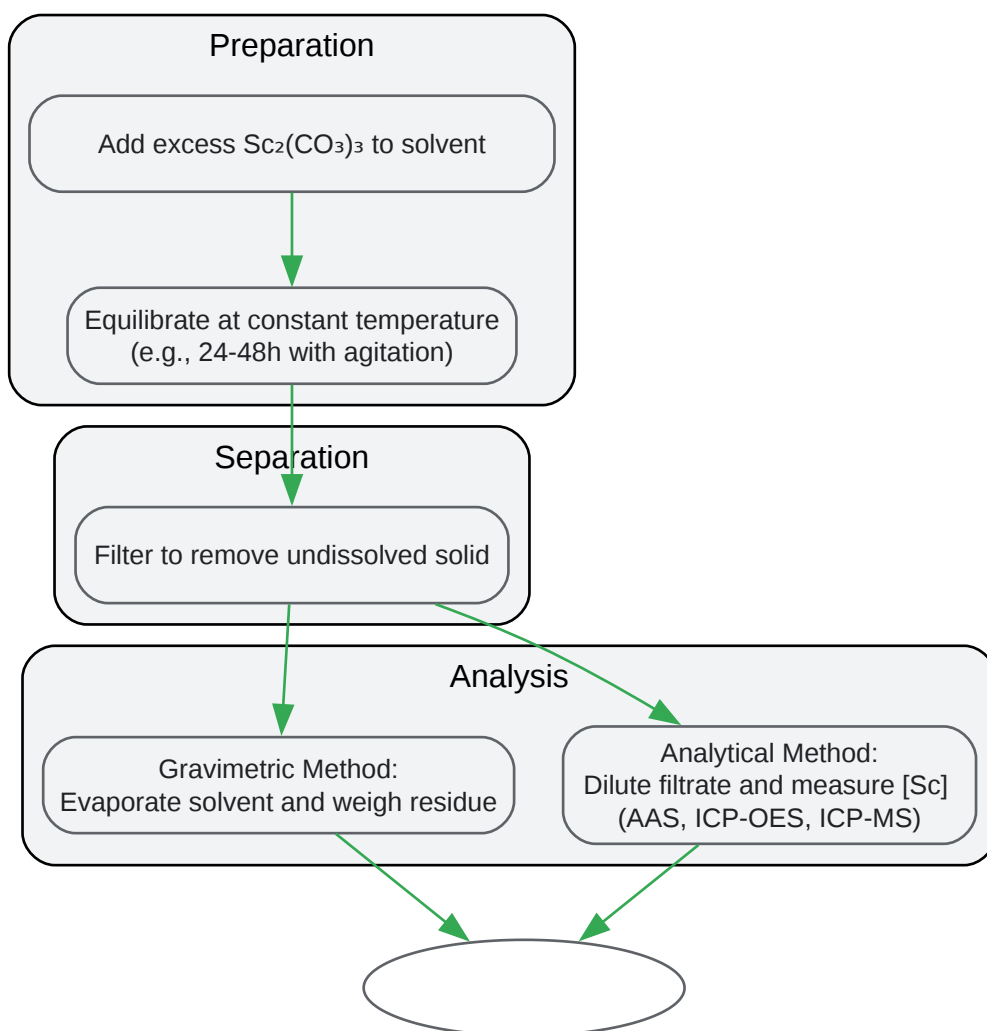 Preparation
Add excess Sc₂(CO₃)₃ to solvent
Equilibrate at constant temperature
(e.g., 24-48h with agitation)
Separation
Filter to remove undissolved solid
Analysis
Gravimetric Method:
Evaporate solvent and weigh residue
Analytical Method:
Dilute filtrate and measure [Sc]
(AAS, ICP-OES, ICP-MS)